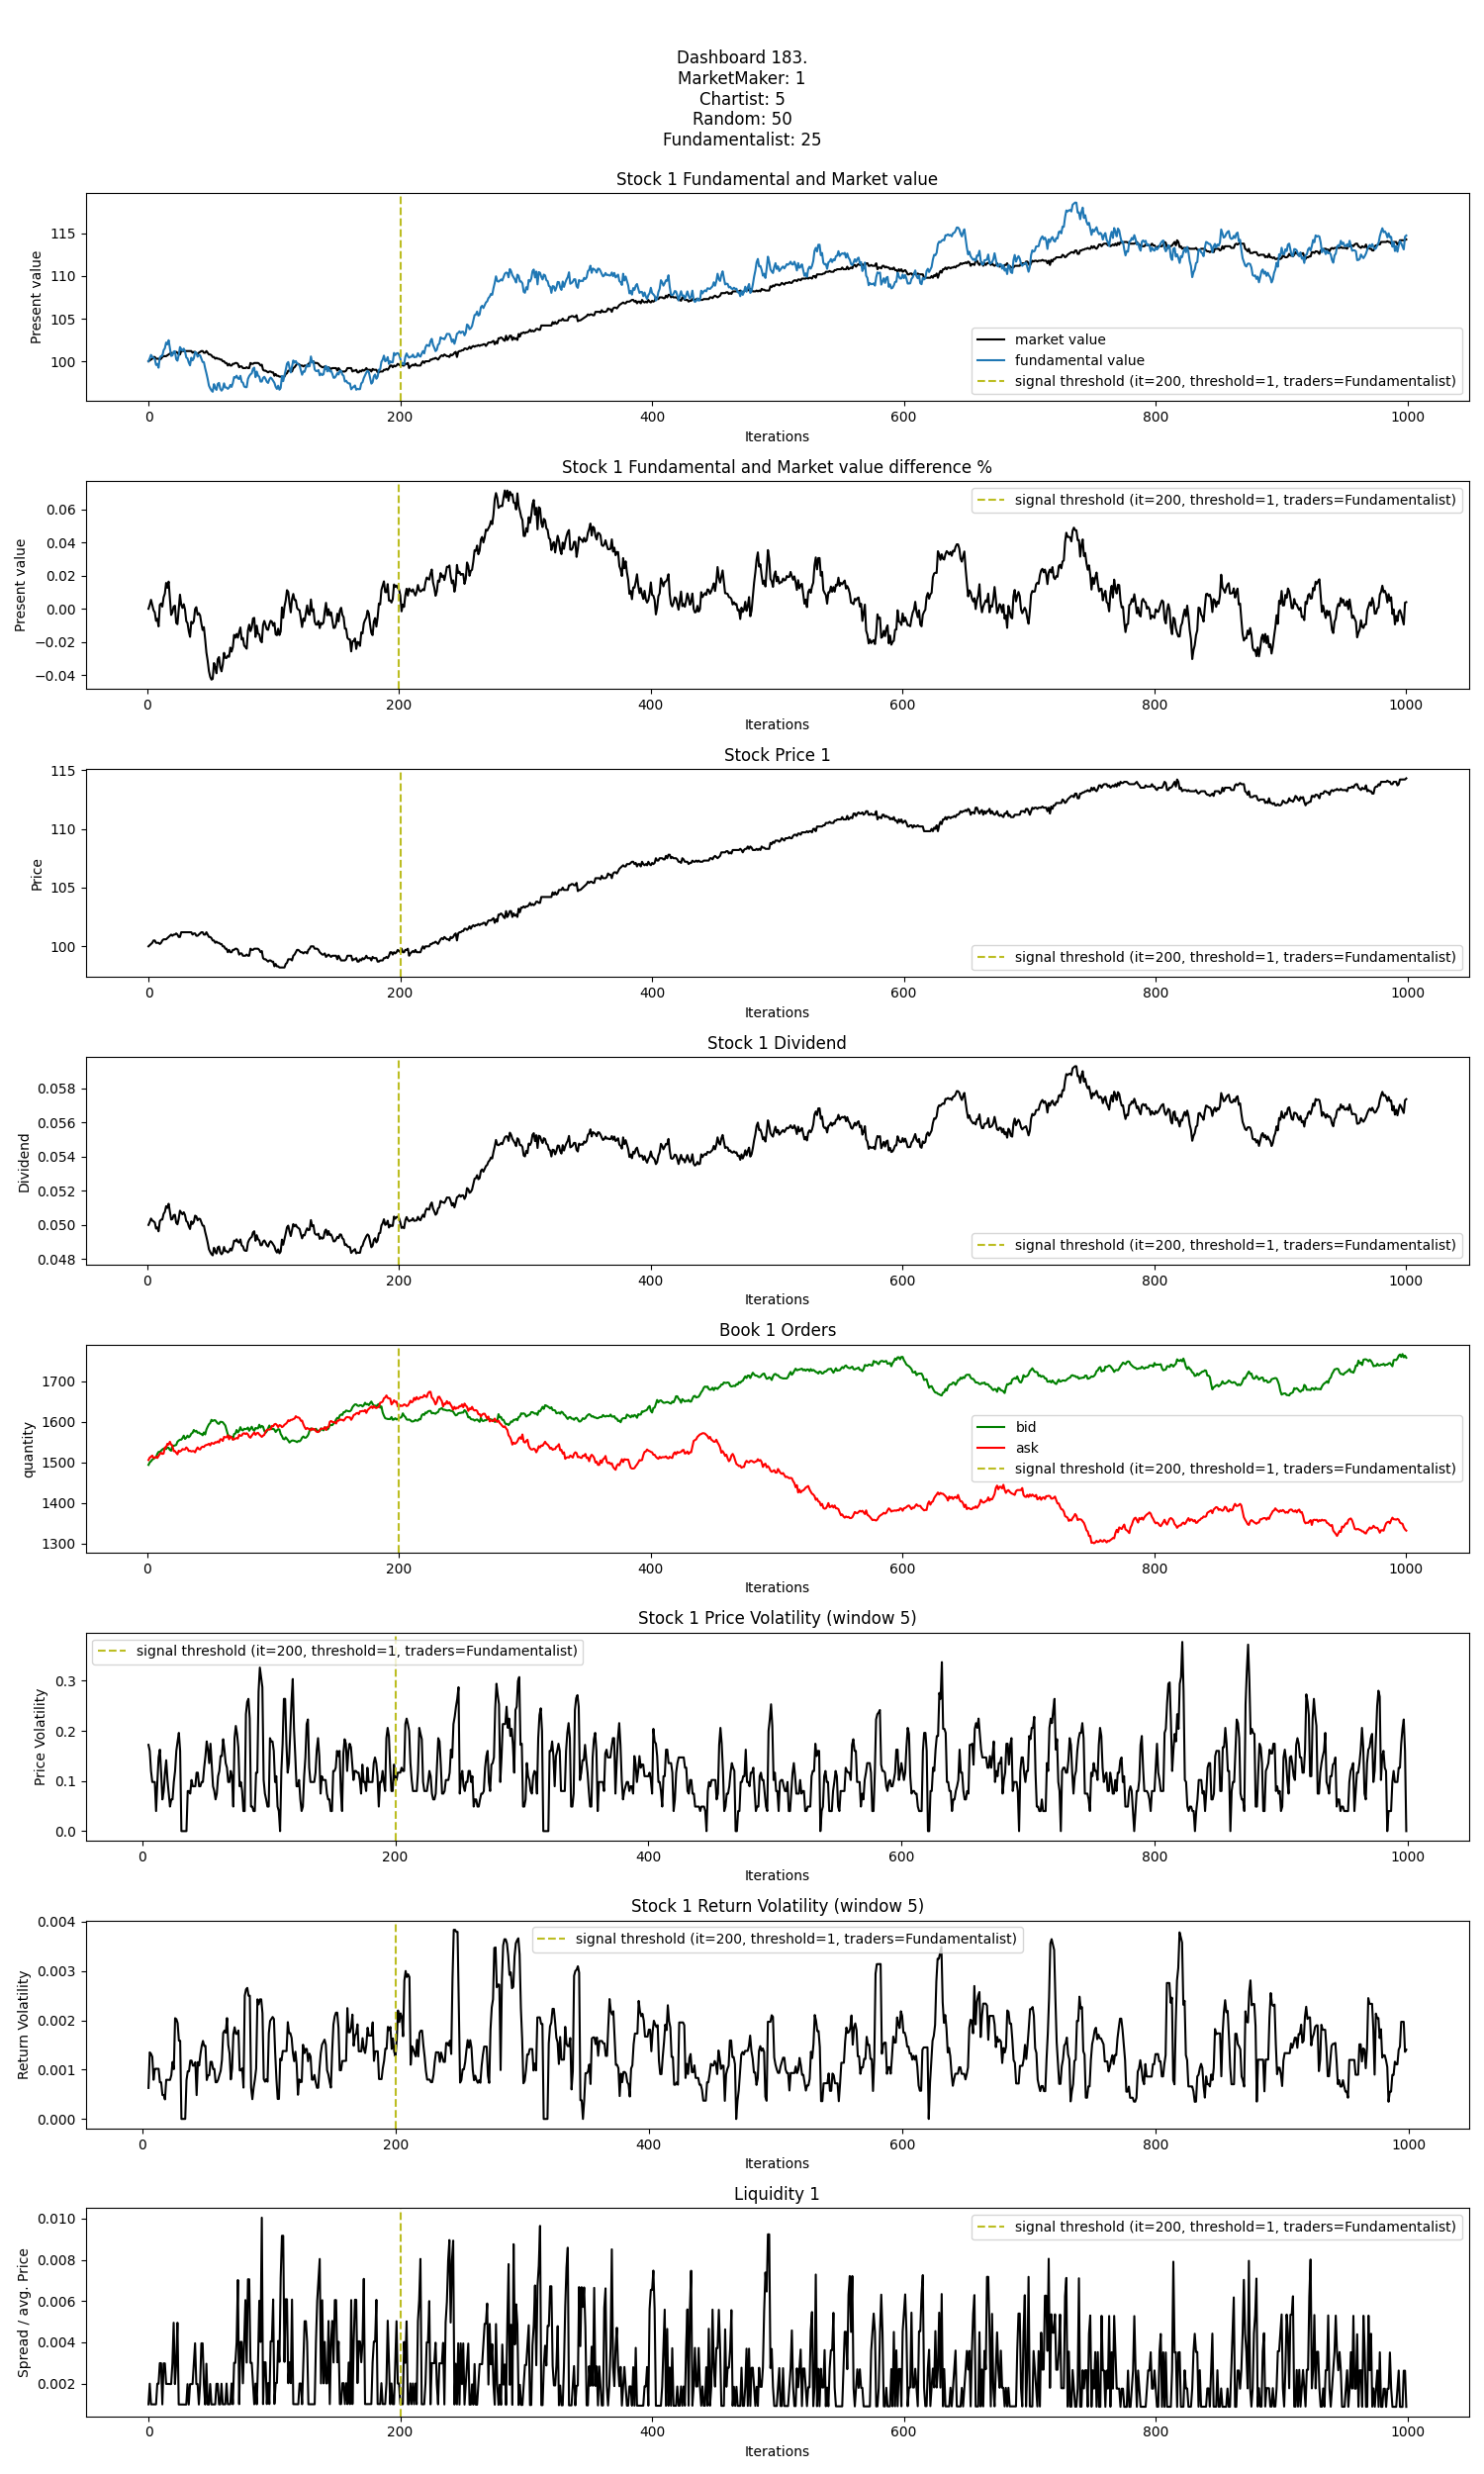 Dashboard 183.
MarketMaker: 1
Chartist: 5
Random: 50
Fundamentalist: 25
Stock 1 Fundamental and Market value
Present value
115
110
105
100
market value
fundamental value
signal threshold (it=200, threshold=1, traders=Fundamentalist)
0 200 400 600 800 1000
Iterations
Stock 1 Fundamental and Market value difference %
Present value
0.06
0.04
0.02
0.00
−0.02
−0.04
signal threshold (it=200, threshold=1, traders=Fundamentalist)
0 200 400 600 800 1000
Iterations
Stock Price 1
Price
115
110
105
100
signal threshold (it=200, threshold=1, traders=Fundamentalist)
0 200 400 600 800 1000
Iterations
Stock 1 Dividend
Dividend
0.058
0.056
0.054
0.052
0.050
0.048
signal threshold (it=200, threshold=1, traders=Fundamentalist)
0 200 400 600 800 1000
Iterations
Book 1 Orders
quantity
1700
1600
1500
1400
1300
bid
ask
signal threshold (it=200, threshold=1, traders=Fundamentalist)
0 200 400 600 800 1000
Iterations
Stock 1 Price Volatility (window 5)
Price Volatility
signal threshold (it=200, threshold=1, traders=Fundamentalist)
0.3
0.2
0.1
0.0
0 200 400 600 800 1000
Iterations
Stock 1 Return Volatility (window 5)
Return Volatility
0.004
0.003
0.002
0.001
0.000
signal threshold (it=200, threshold=1, traders=Fundamentalist)
0 200 400 600 800 1000
Iterations
Liquidity 1
Spread / avg. Price
0.010
0.008
0.006
0.004
0.002
signal threshold (it=200, threshold=1, traders=Fundamentalist)
0 200 400 600 800 1000
Iterations